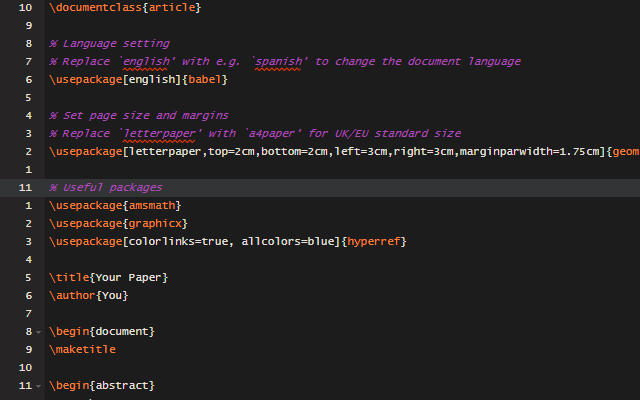 10 \documentclass{article}
9
8 % Language setting
7 % Replace `english' with e.g. `spanish' to change the document language
6 \usepackage[english]{babel}
5
4 % Set page size and margins
3 % Replace `letterpaper' with `a4paper' for UK/EU standard size
2 \usepackage[letterpaper,top=2cm,bottom=2cm,left=3cm,right=3cm,marginparwidth=1.75cm]{geom
1
11 % Useful packages
1 \usepackage{amsmath}
2 \usepackage{graphicx}
3 \usepackage[colorlinks=true, allcolors=blue]{hyperref}
4
5 \title{Your Paper}
6 \author{You}
7
8 \begin{document}
9 \maketitle
10
11 \begin{abstract}